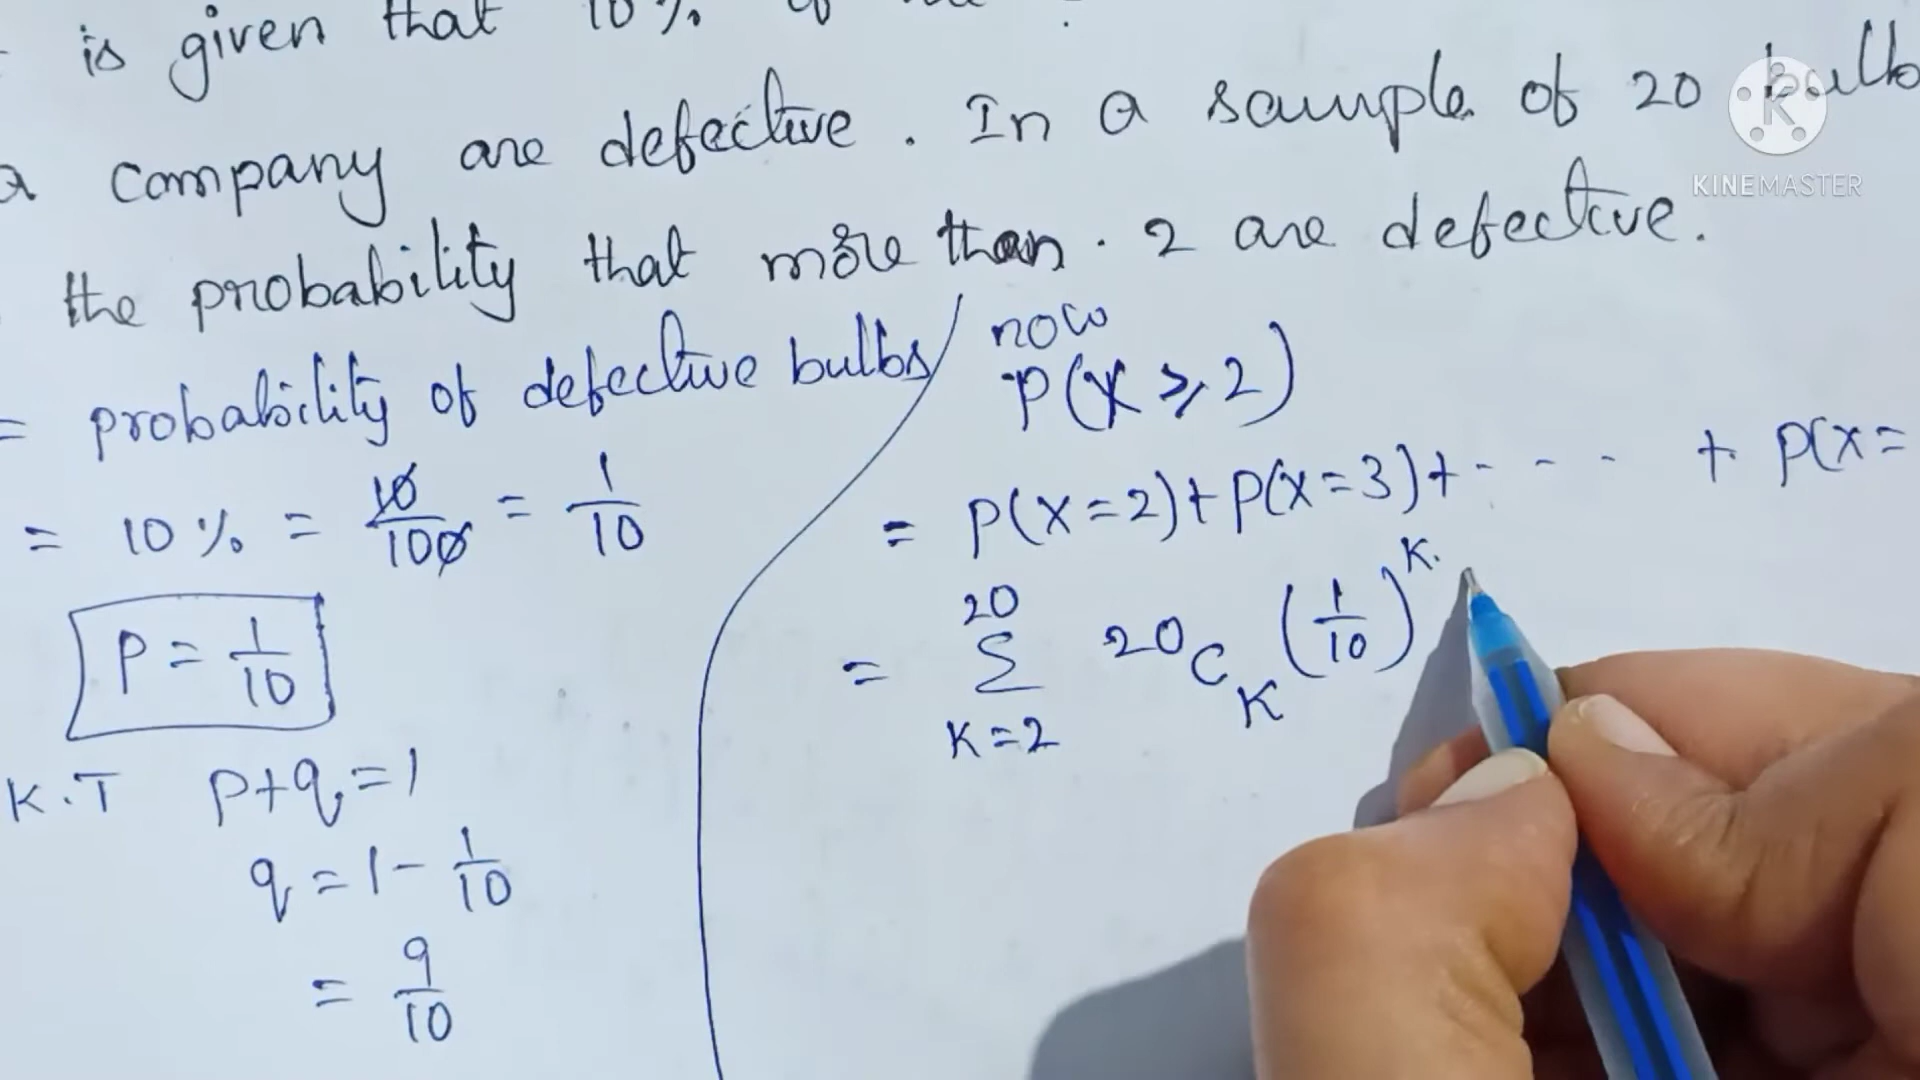 is given that 10%
a company are defective. In a sample of 20 bulb
the probability that more than. 2 are defective.
= probability of defective bulbs
= 10% = 10/100 = 1/10
P = 1/10
K.T P+q=1
q = 1 - 1/10
= 9/10
now
P(X ≥ 2)
= P(X=2)+P(X=3)+- - - - + P(X=
= 20 Σ K=2 20 C K (1/10)^K.
KINEMASTER